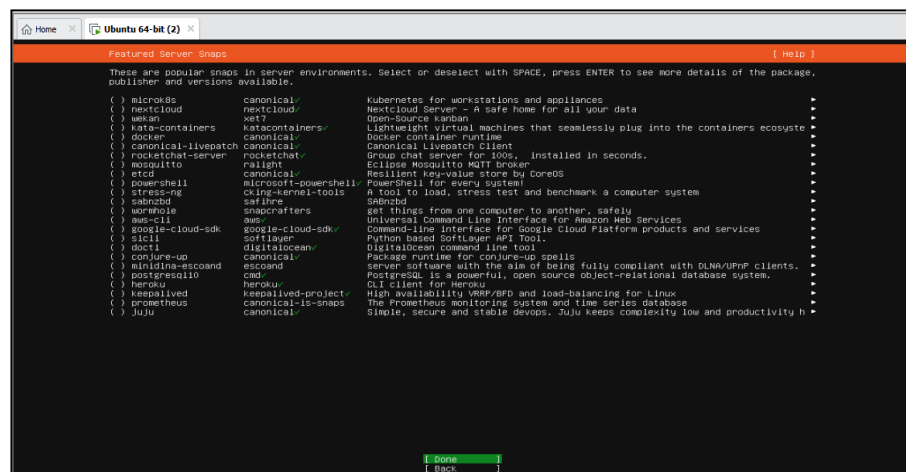 Home × Ubuntu 64-bit (2) ×
Featured Server Snaps [ Help ]
These are popular snaps in server environments. Select or deselect with SPACE, press ENTER to see more details of the package,
publisher and versions available.
( ) microk8s canonical✓ Kubernetes for workstations and appliances ►
( ) nextcloud nextcloud✓ Nextcloud Server - A safe home for all your data ►
( ) wekan xet7 Open-Source kanban ►
( ) kata-containers katacontainers✓ Lightweight virtual machines that seamlessly plug into the containers ecosyste ►
( ) docker canonical✓ Docker container runtime ►
( ) canonical-livepatch canonical✓ Canonical Livepatch Client ►
( ) rocketchat-server rocketchat✓ Group chat server for 100s, installed in seconds. ►
( ) mosquitto ralight Eclipse Mosquitto MQTT broker ►
( ) etcd canonical✓ Resilient key-value store by CoreOS ►
( ) powershell microsoft-powershell✓ PowerShell for every system! ►
( ) stress-ng cking-kernel-tools A tool to load, stress test and benchmark a computer system ►
( ) sabnzbd safihre SABnzbd ►
( ) wormhole snapcrafters get things from one computer to another, safely ►
( ) aws-cli aws✓ Universal Command Line Interface for Amazon Web Services ►
( ) google-cloud-sdk google-cloud-sdk✓ Command-line interface for Google Cloud Platform products and services ►
( ) slcli softlayer Python based SoftLayer API Tool. ►
( ) doctl digitalocean✓ DigitalOcean command line tool ►
( ) conjure-up canonical✓ Package runtime for conjure-up spells ►
( ) minidlna-escoand escoand server software with the aim of being fully compliant with DLNA/UPnP clients. ►
( ) postgresql10 cmd✓ PostgreSQL is a powerful, open source object-relational database system. ►
( ) heroku heroku✓ CLI client for Heroku ►
( ) keepalived keepalived-project✓ High availability VRRP/BFD and load-balancing for Linux ►
( ) prometheus canonical-is-snaps The Prometheus monitoring system and time series database ►
( ) juju canonical✓ Simple, secure and stable devops. Juju keeps complexity low and productivity h ►
[ Done ]
[ Back ]